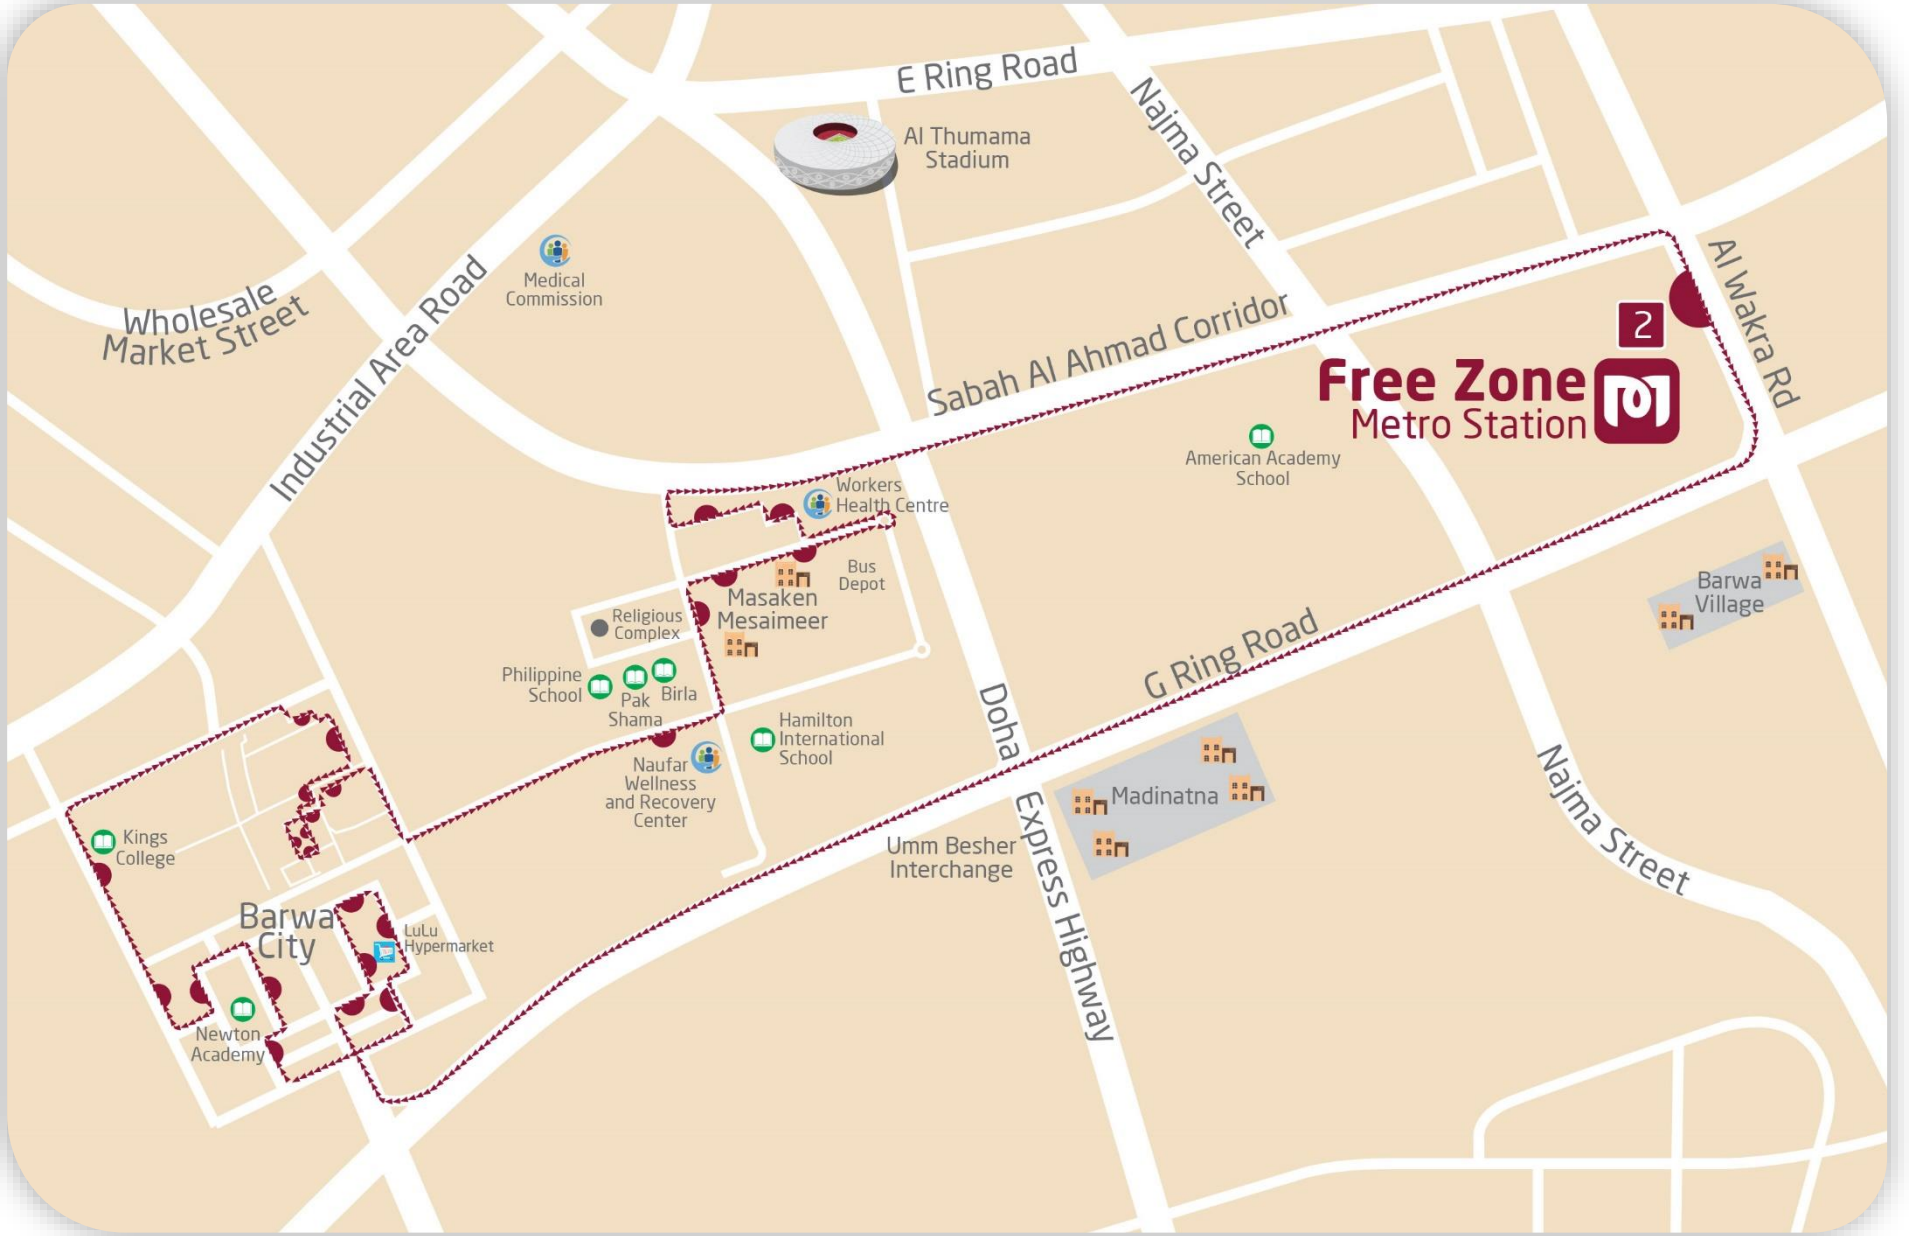 E Ring Road
Al Thumama
Stadium
Najma Street
Medical
Commission
Wholesale
Market Street
Industrial Area Road
Al Wakra Rd
Sabah Al Ahmad Corridor
2
Free Zone
Metro Station
American Academy
School
Workers
Health Centre
Bus
Depot
Masaken
Mesaimeer
Religious
Complex
Barwa
Village
Philippine
School
Pak
Shama
Birla
G Ring Road
Hamilton
International
School
Doha
Express Highway
Naufar
Wellness
and Recovery
Center
Madinatna
Najma Street
Kings
College
Umm Besher
Interchange
Barwa
City
LuLu
Hypermarket
Newton
Academy